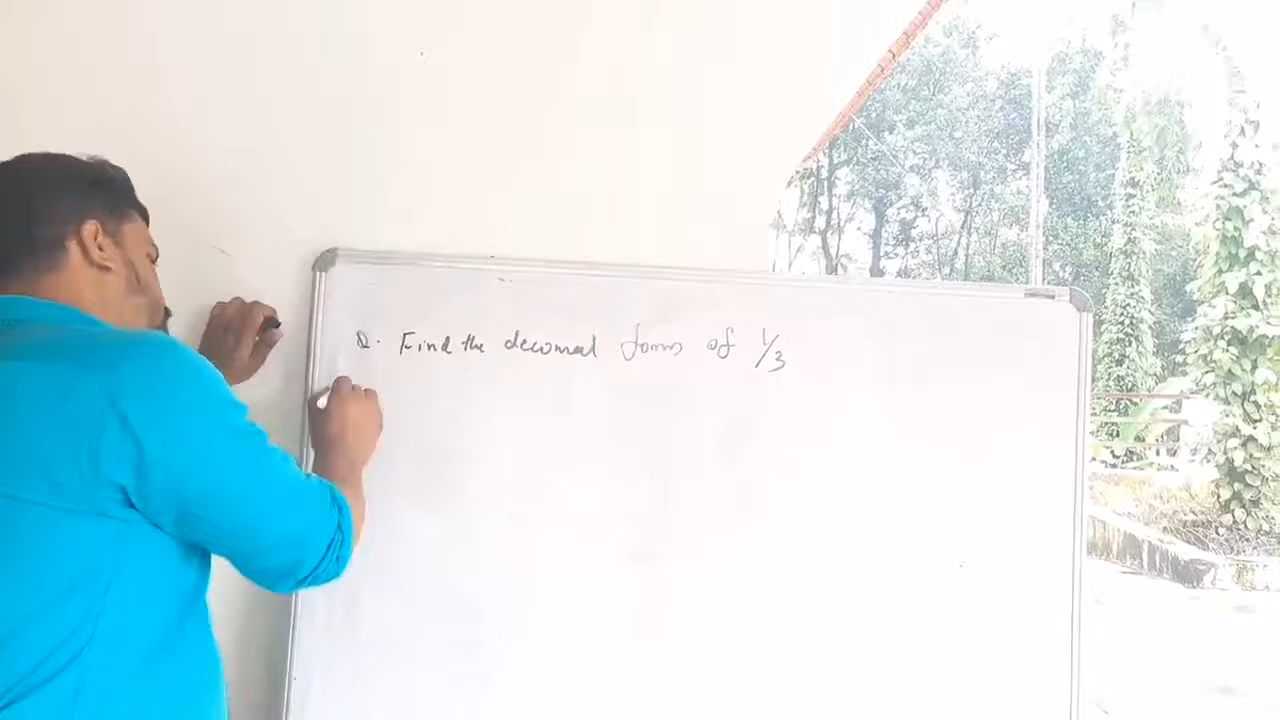 Q. Find the decimal form of 1/3